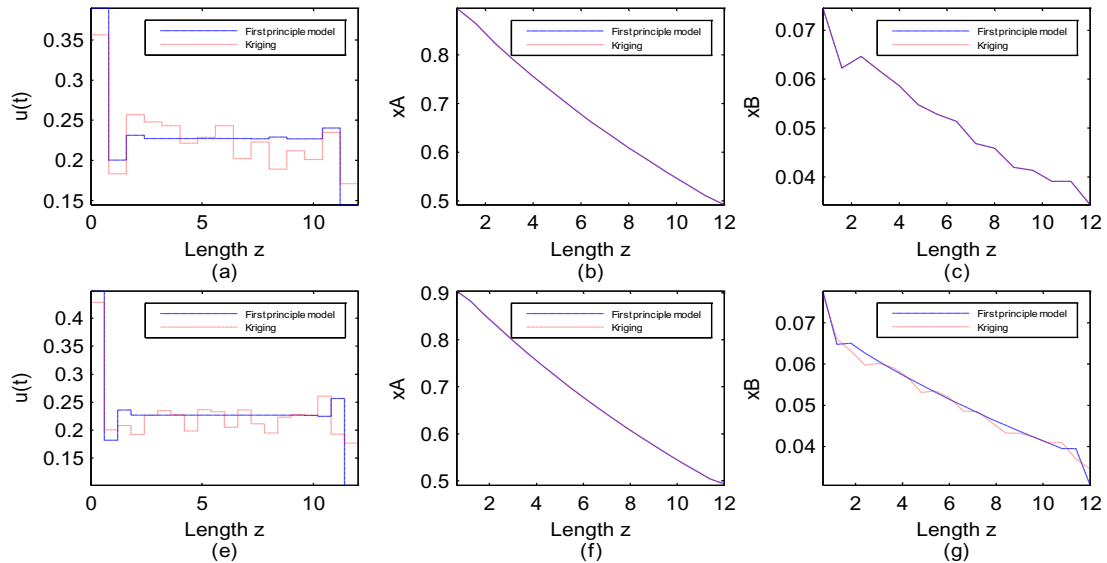 First principle model
Kriging
u(t)
0.35
0.30
0.25
0.20
0.15
0 5 10
Length z
(a)
First principle model
Kriging
xA
0.8
0.7
0.6
0.5
2 4 6 8 10 12
Length z
(b)
First principle model
Kriging
xB
0.07
0.06
0.05
0.04
2 4 6 8 10 12
Length z
(c)
First principle model
Kriging
u(t)
0.4
0.35
0.30
0.25
0.20
0.15
0 5 10
Length z
(e)
First principle model
Kriging
xA
0.9
0.8
0.7
0.6
0.5
2 4 6 8 10 12
Length z
(f)
First principle model
Kriging
xB
0.07
0.06
0.05
0.04
2 4 6 8 10 12
Length z
(g)